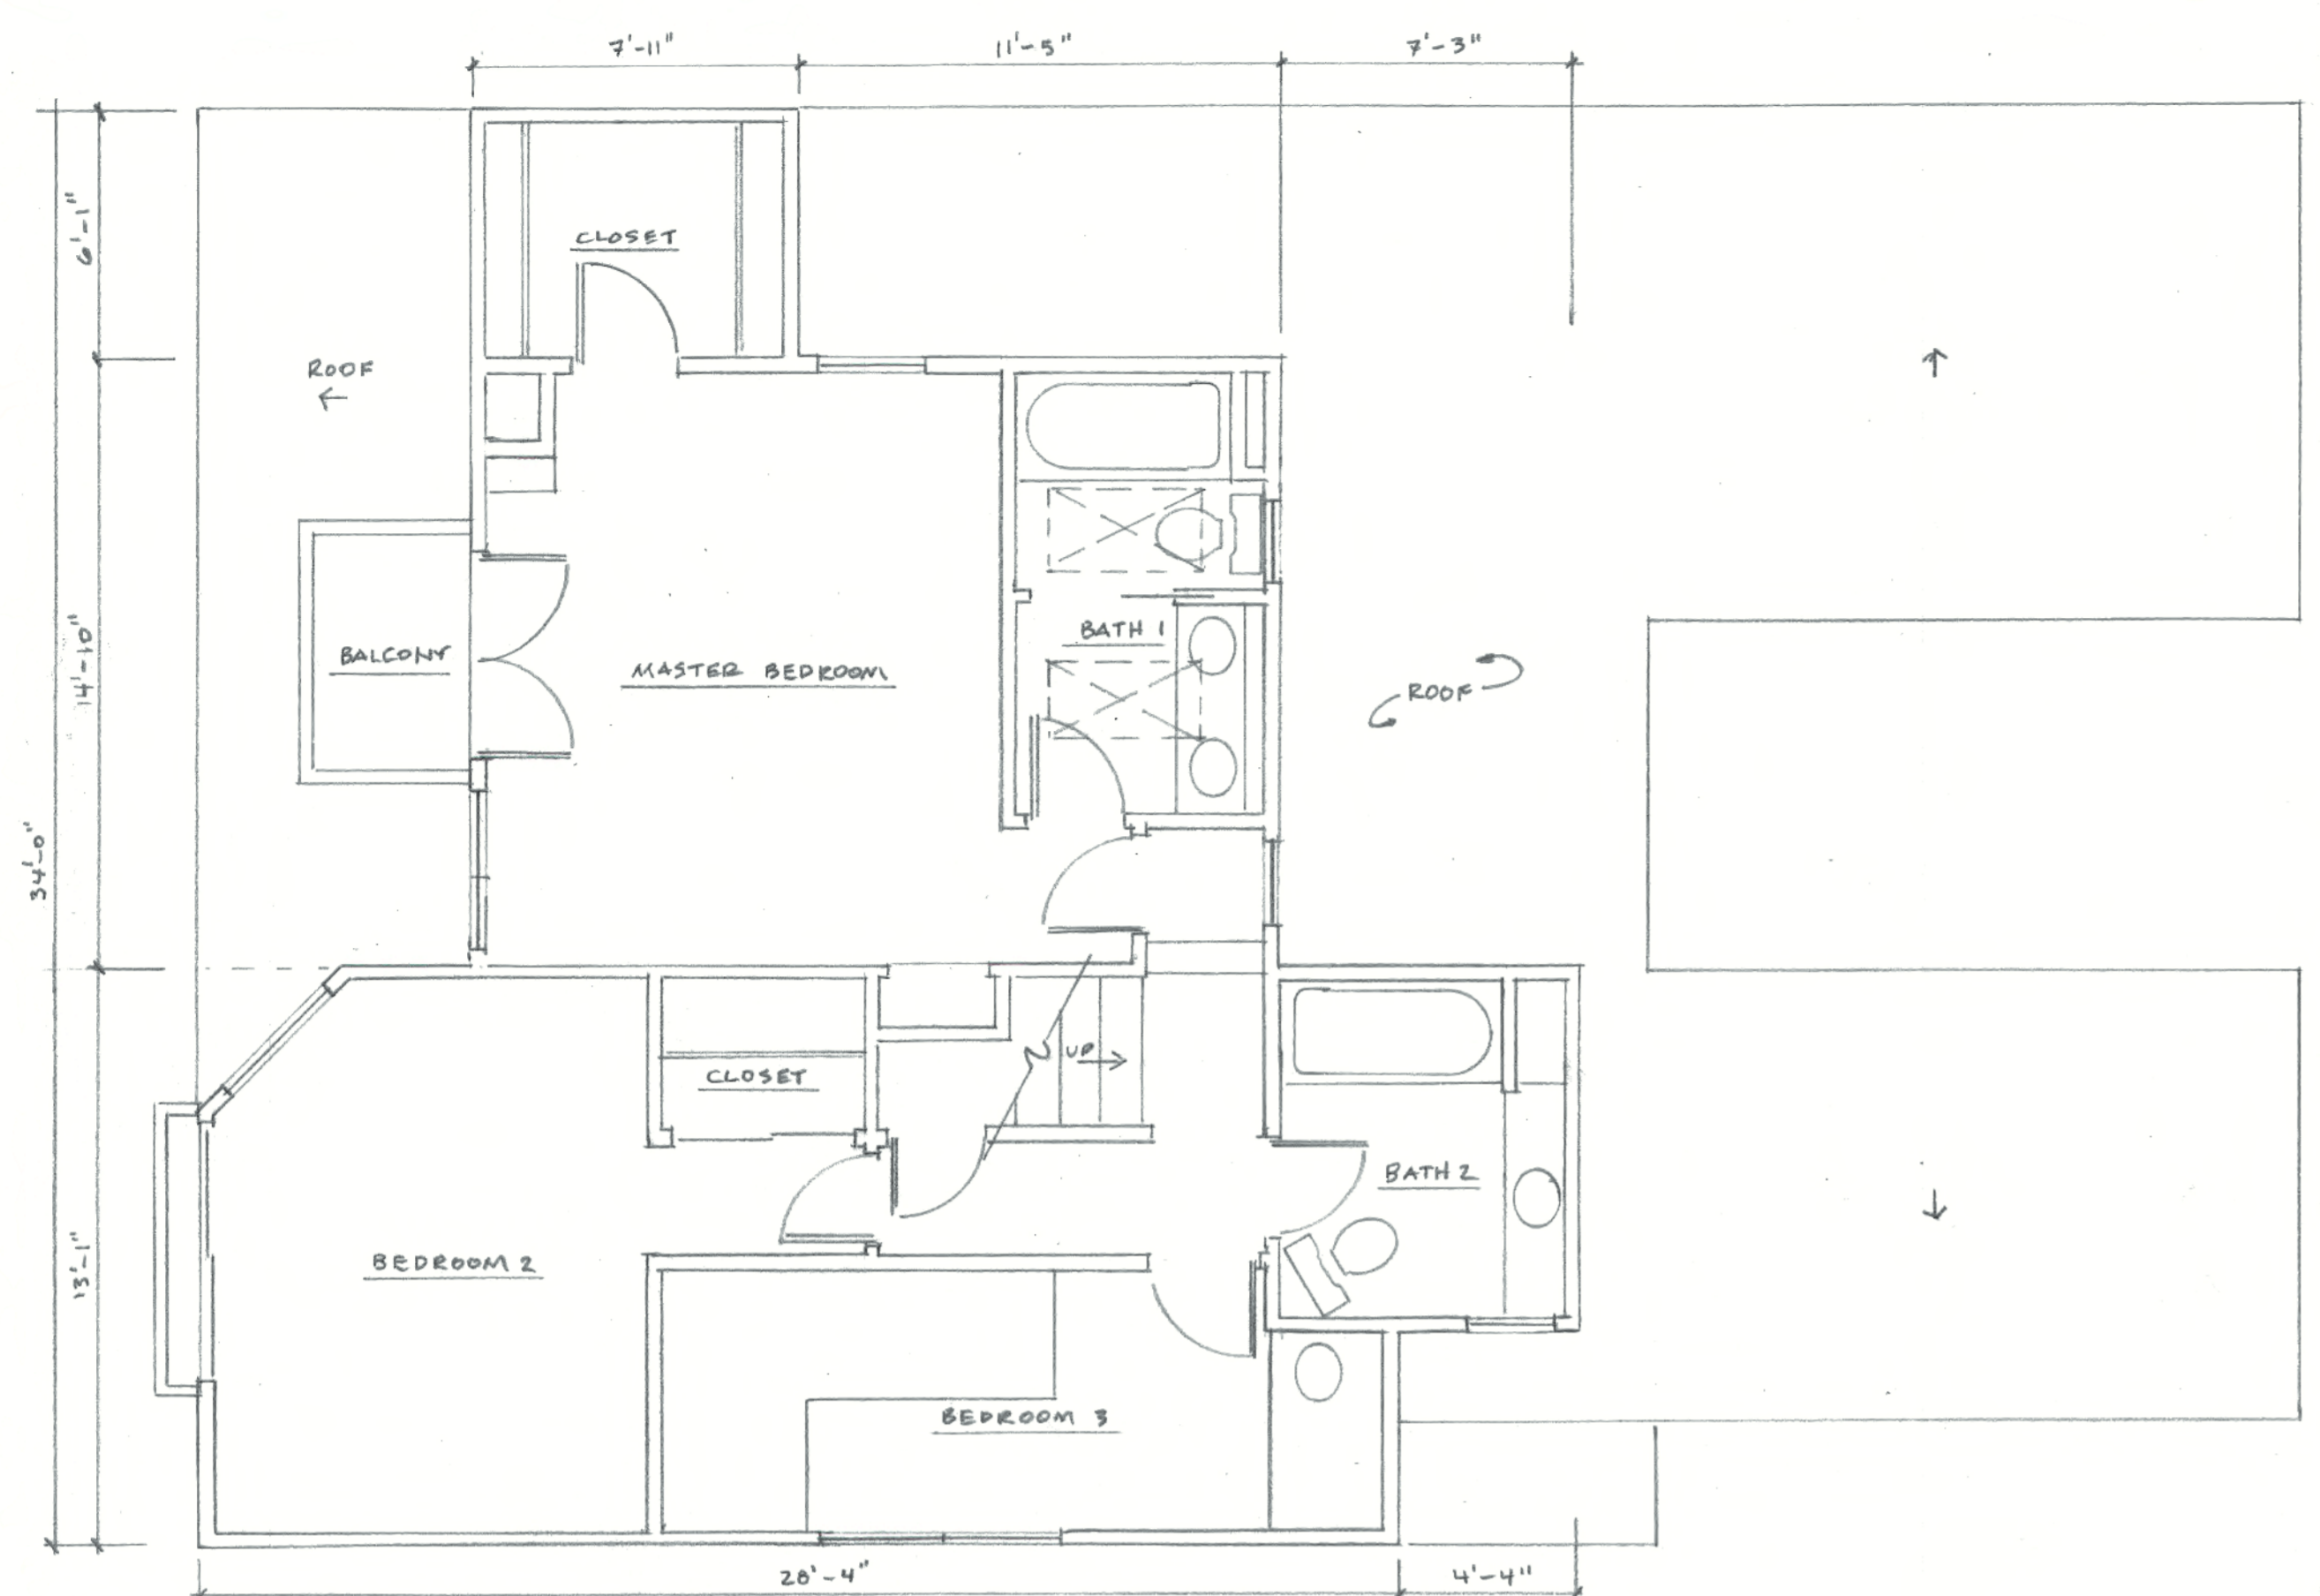 7'-11"
11'-5"
7'-3"
6'-1"
CLOSET
ROOF
BATH 1
BALCONY
MASTER BEDROOM
14'-10"
ROOF
34'-0"
UP
CLOSET
BATH 2
BEDROOM 2
13'-1"
BEDROOM 3
28'-4"
4'-4"